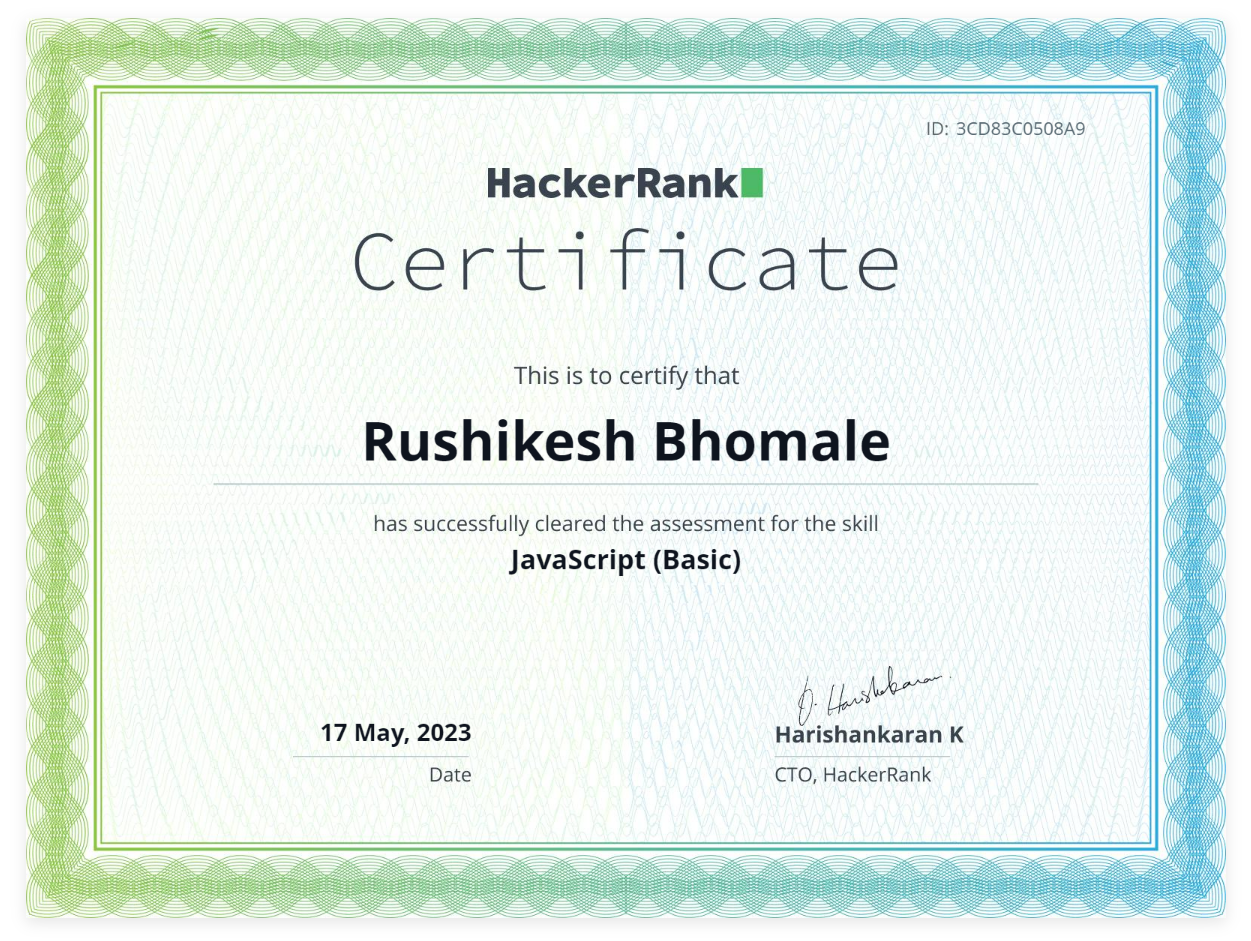 ID: 3CD83C0508A9
HackerRank
Certificate
This is to certify that
Rushikesh Bhomale
has successfully cleared the assessment for the skill
JavaScript (Basic)
17 May, 2023
Date
Harishankaran K
CTO, HackerRank